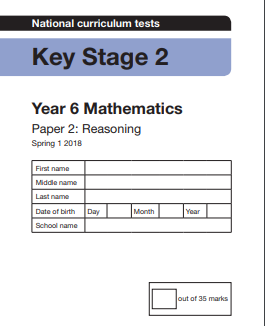 National curriculum tests
Key Stage 2
Year 6 Mathematics
Paper 2: Reasoning
Spring 1 2018
First name
Middle name
Last name
Date of birth Day Month Year
School name
out of 35 marks